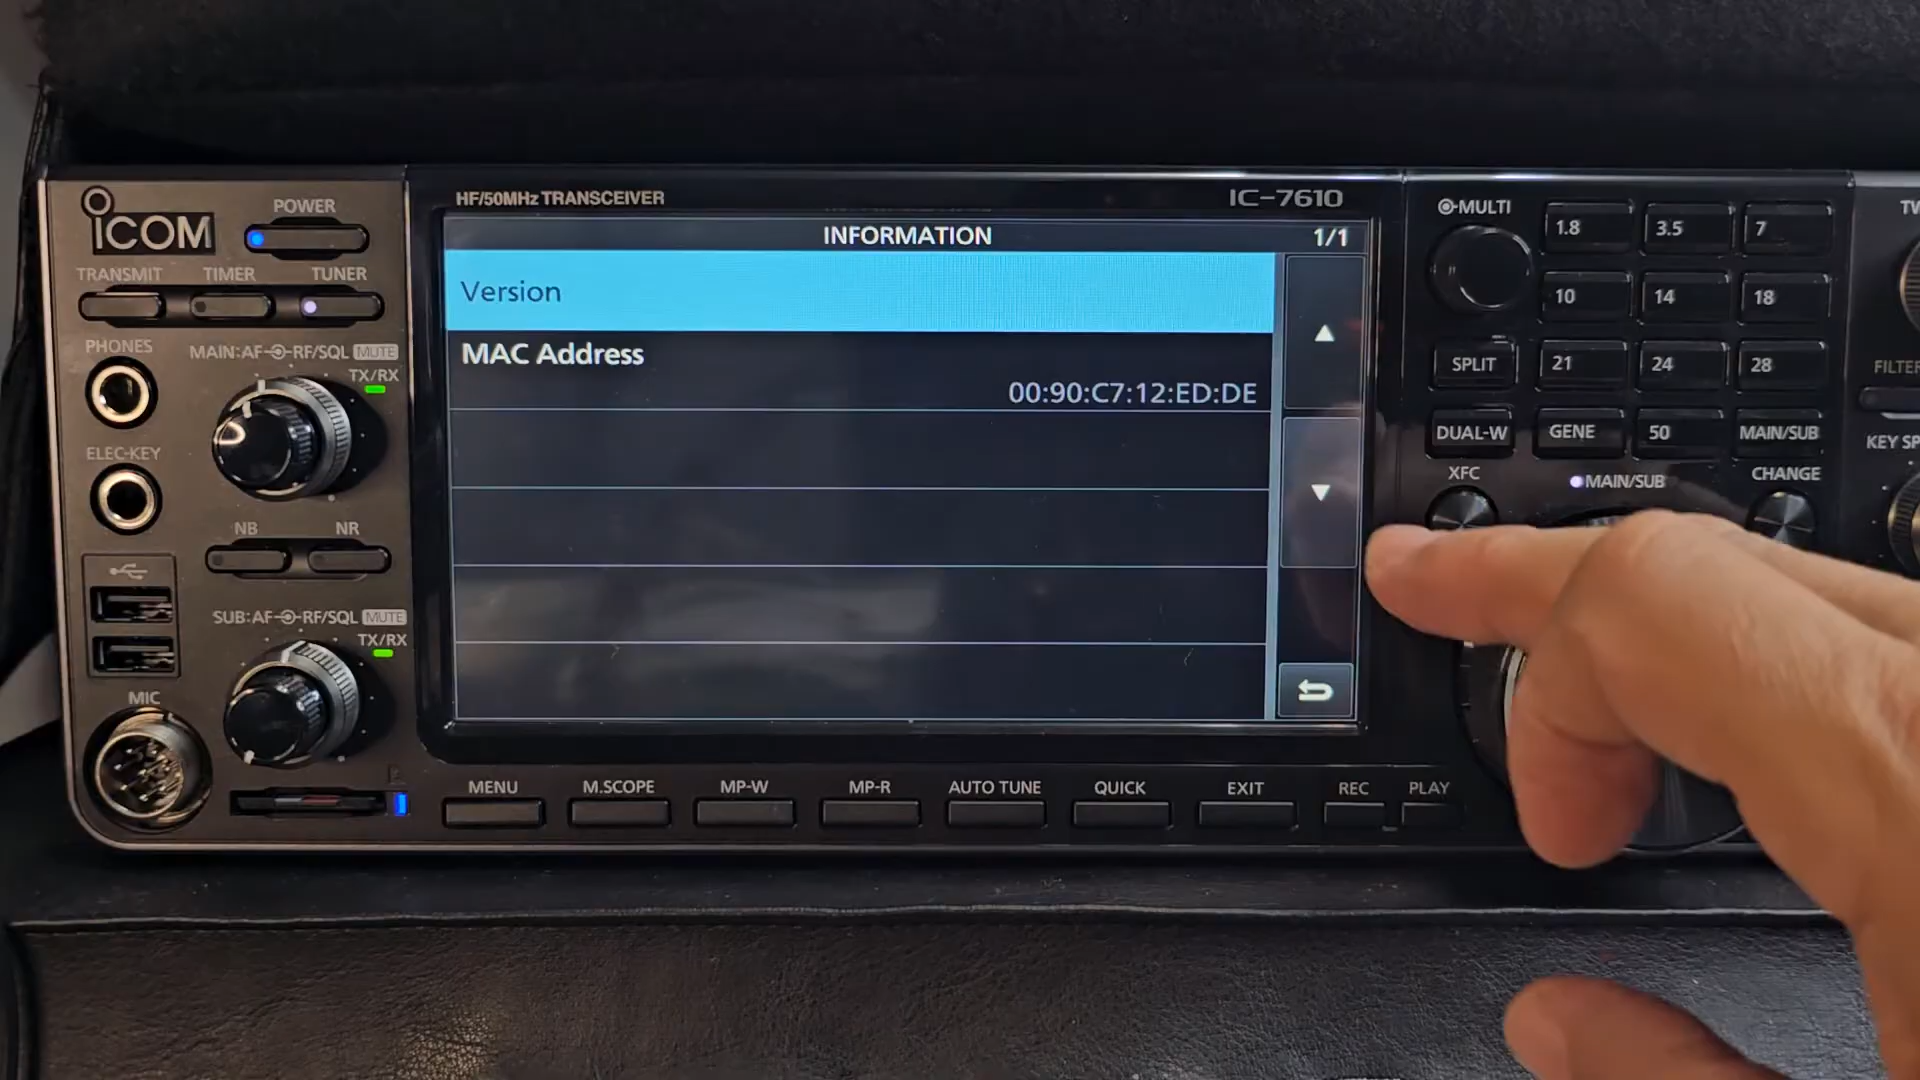 ICOM
POWER
TRANSMIT TIMER TUNER
PHONES
MAIN:AF RF/SQL MUTE
TX/RX
ELEC-KEY
NB NR
SUB:AF RF/SQL MUTE
TX/RX
MIC
HF/50MHz TRANSCEIVER IC-7610
INFORMATION 1/1
Version
MAC Address
00:90:C7:12:ED:DE
MENU M.SCOPE MP-W MP-R AUTO TUNE QUICK EXIT REC PLAY
MULTI 1.8 3.5 7
10 14 18
SPLIT 21 24 28
DUAL-W GENE 50 MAIN/SUB
XFC MAIN/SUB CHANGE
FILTER
KEY SP